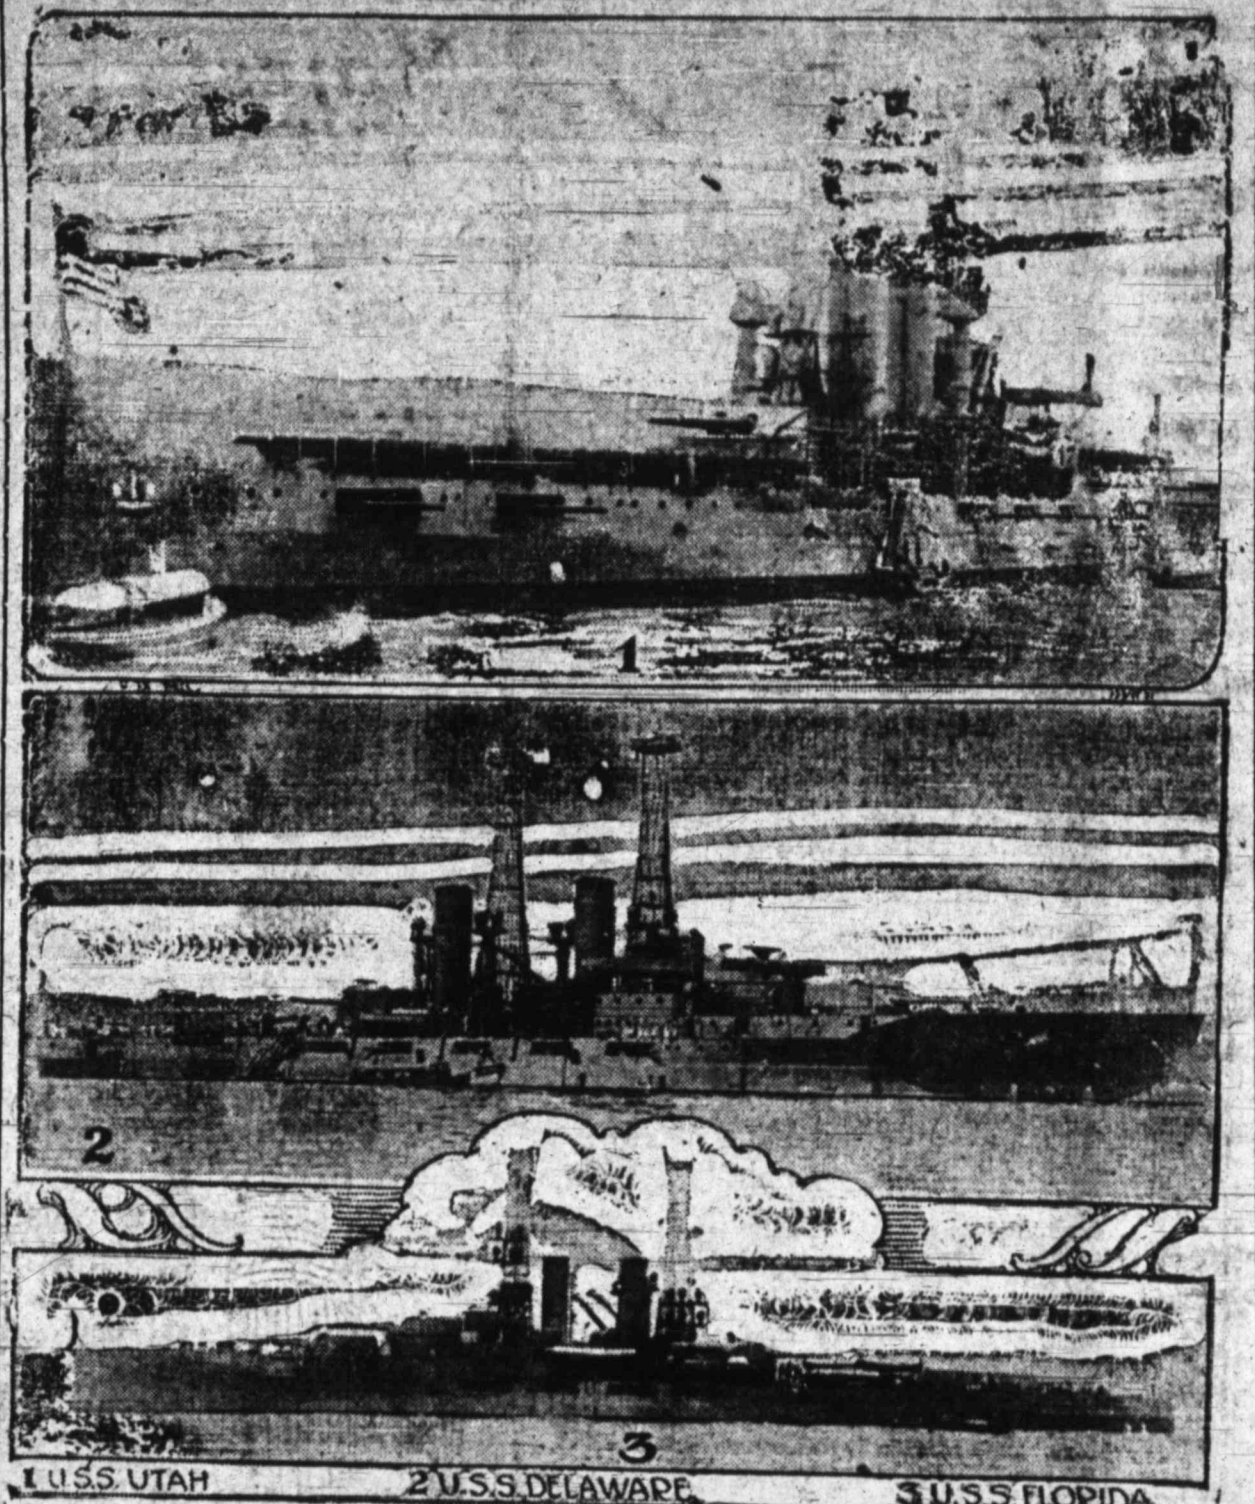 1
2
3
1 U.S.S. UTAH
2 U.S.S. DELAWARE
3 U.S.S. FLORIDA